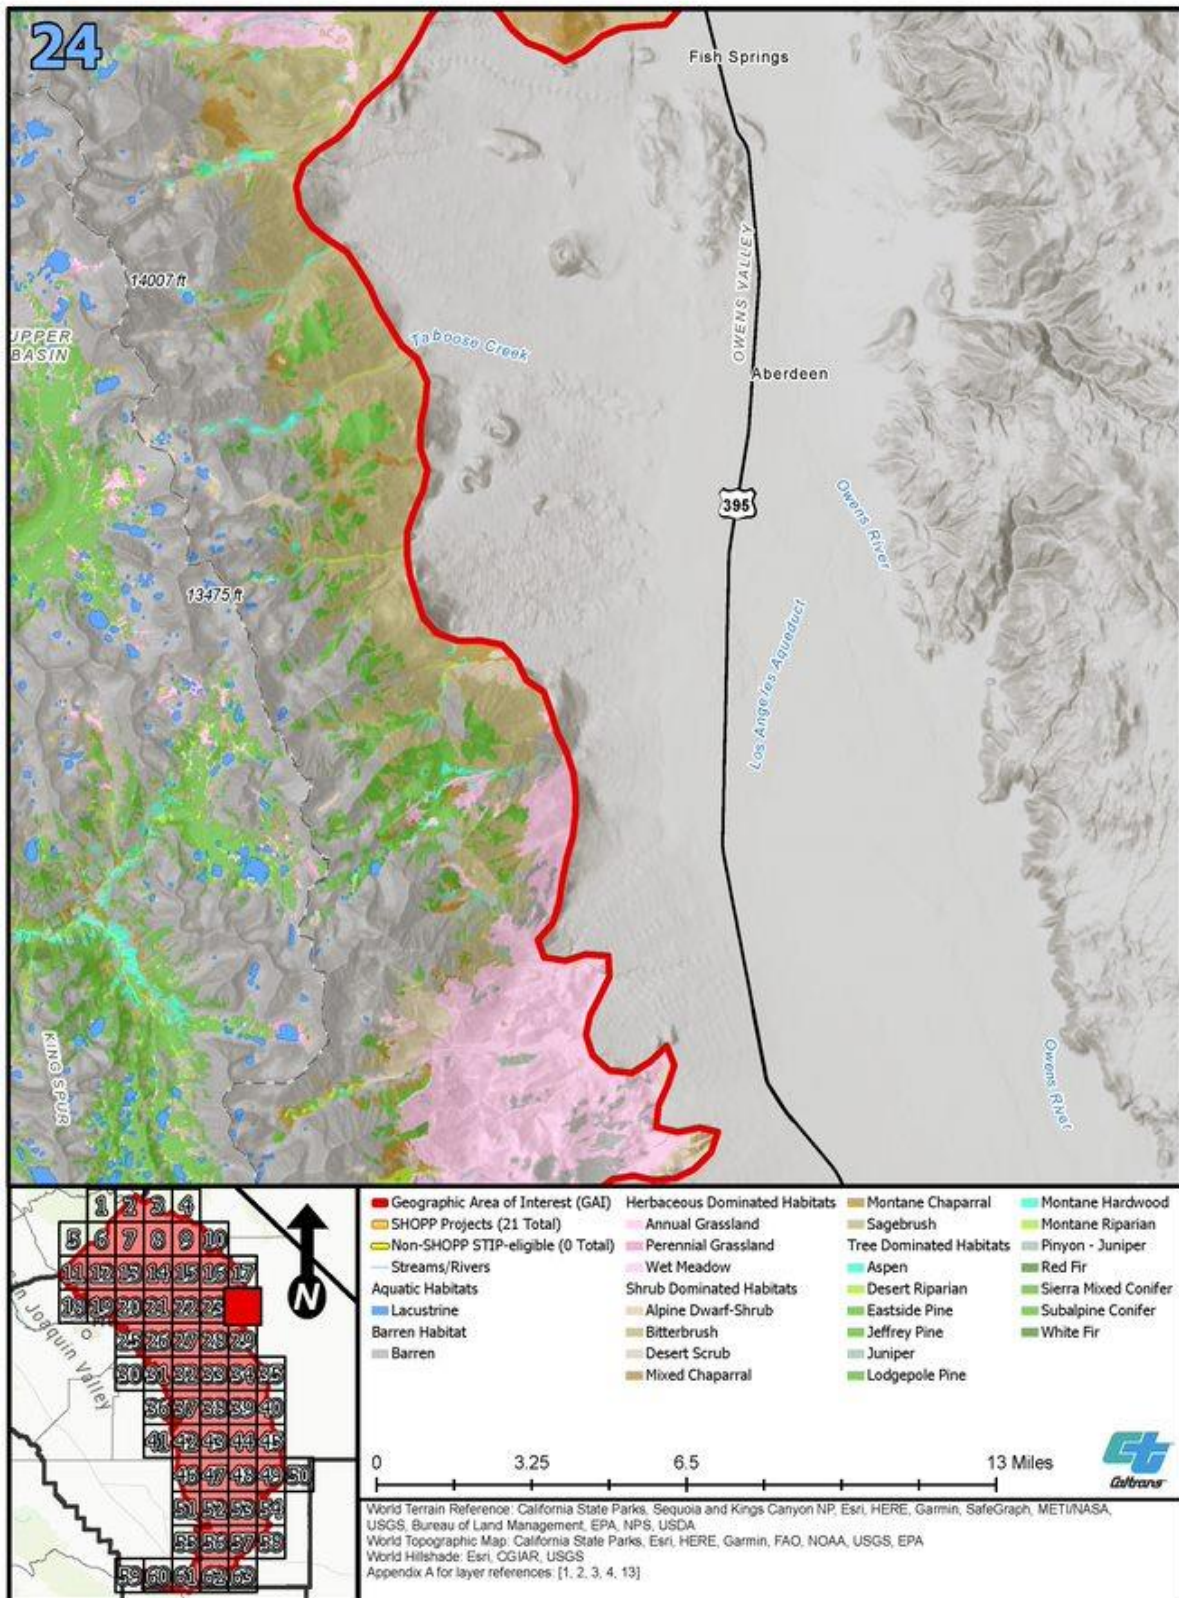 24
Fish Springs
14007 ft
OWENS VALLEY
UPPER
BASIN
Taboose Creek
Aberdeen
395
Owens River
13475 ft
Los Angeles Aqueduct
KING SPUR
Owens River
1 2 3 4
5 6 7 8 9 10
11 12 13 14 15 16 17
18 19 20 21 22 23
25 26 27 28 29
30 31 32 33 34 35
36 37 38 39 40
41 42 43 44 45
46 47 48 49 50
51 52 53 54
55 56 57 58
59 60 61 62 63
Joaquin Valley
N
Geographic Area of Interest (GAI)
SHOPP Projects (21 Total)
Non-SHOPP STIP-eligible (0 Total)
Streams/Rivers
Aquatic Habitats
Lacustrine
Barren Habitat
Barren
Herbaceous Dominated Habitats
Annual Grassland
Perennial Grassland
Wet Meadow
Shrub Dominated Habitats
Alpine Dwarf-Shrub
Bitterbrush
Desert Scrub
Mixed Chaparral
Montane Chaparral
Sagebrush
Tree Dominated Habitats
Aspen
Desert Riparian
Eastside Pine
Jeffrey Pine
Juniper
Lodgepole Pine
Montane Hardwood
Montane Riparian
Pinyon - Juniper
Red Fir
Sierra Mixed Conifer
Subalpine Conifer
White Fir
0 3.25 6.5 13 Miles
ct
Caltrans
World Terrain Reference: California State Parks, Sequoia and Kings Canyon NP, Esri, HERE, Garmin, SafeGraph, METI/NASA,
USGS, Bureau of Land Management, EPA, NPS, USDA
World Topographic Map: California State Parks, Esri, HERE, Garmin, FAO, NOAA, USGS, EPA
World Hillshade: Esri, CGIAR, USGS
Appendix A for layer references: [1, 2, 3, 4, 13]